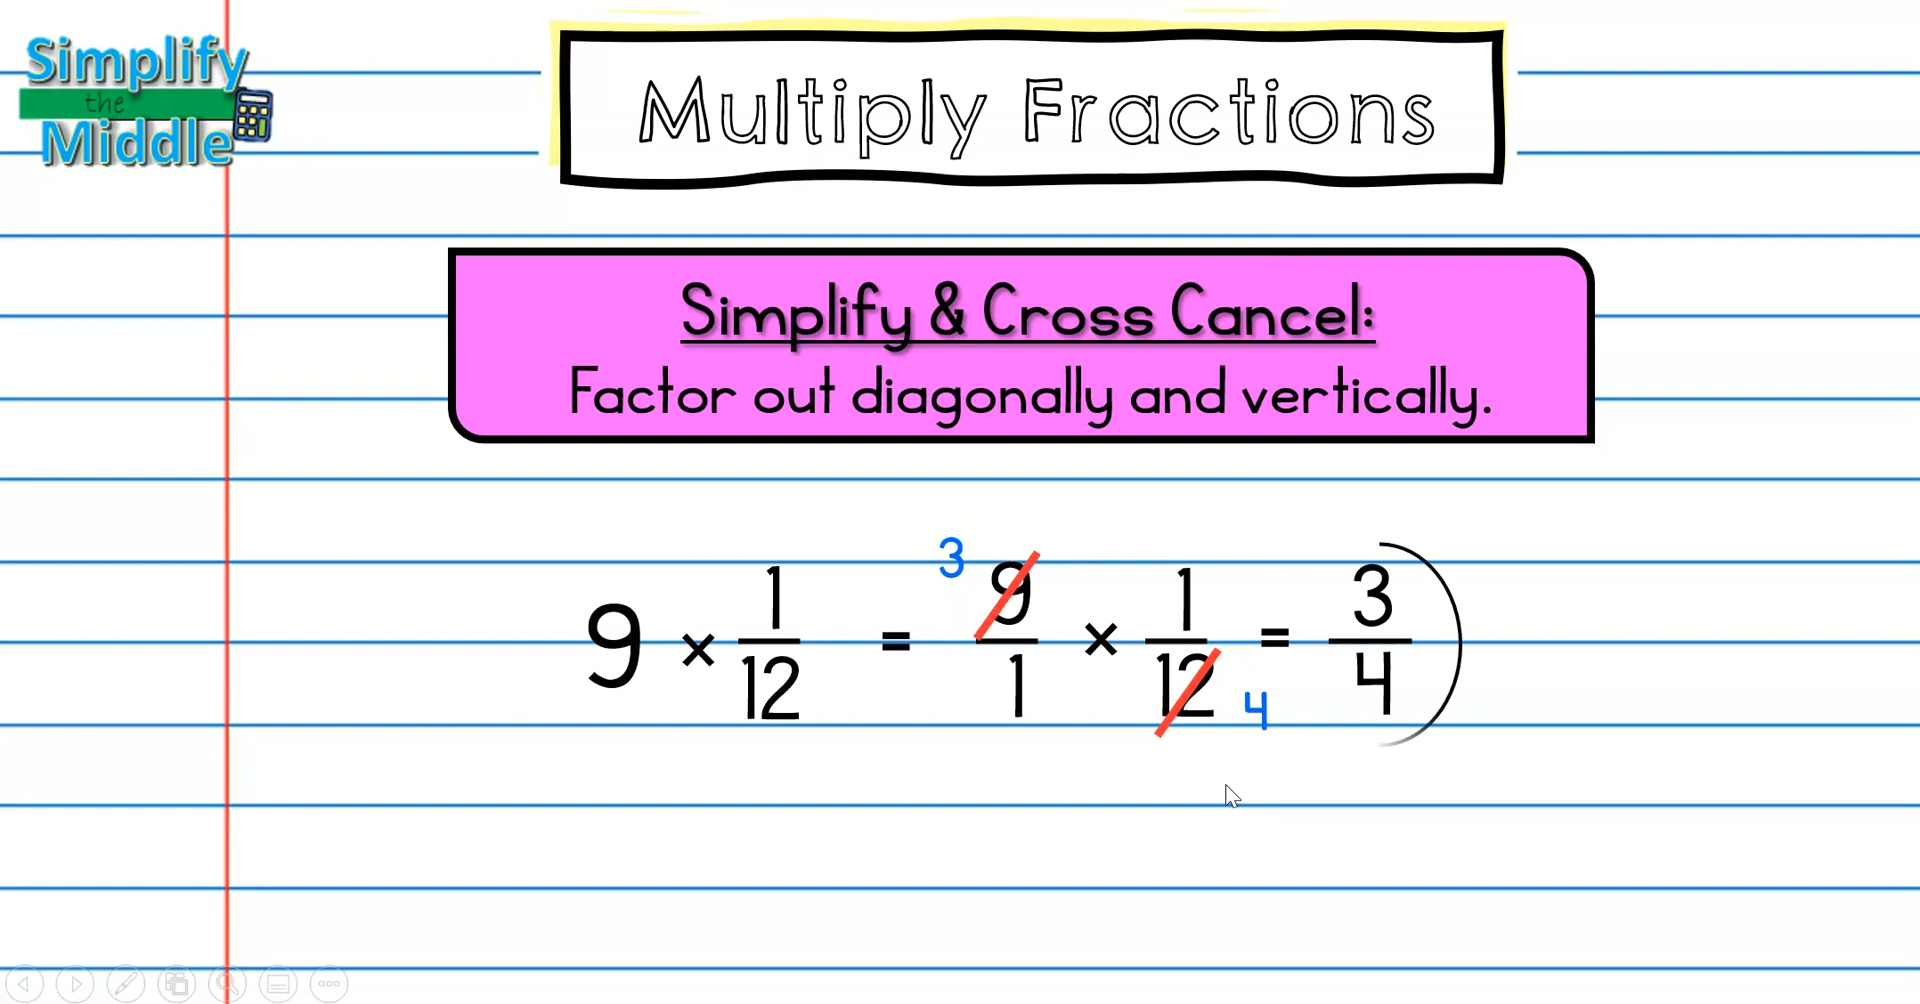 Simplify
the
Middle
Multiply Fractions
Simplify & Cross Cancel:
Factor out diagonally and vertically.
9 × 1/12 = 3 9/1 × 1/12 4 = 3/4